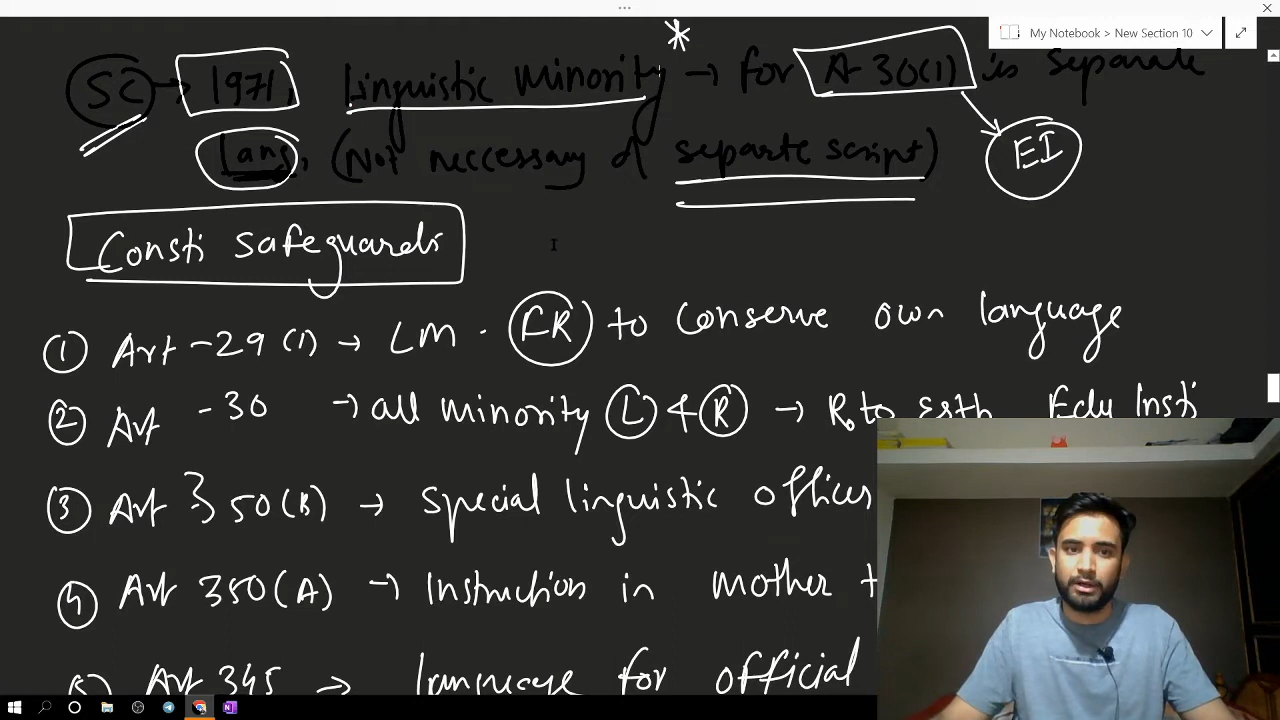 My Notebook > New Section 10
SC → 1971, Linguistic minority * → for A 30(1) is separate
Lang. (Not neccessary of separte script) EI
Consti safeguards
① Art - 29 (1) → LM - FR to conserve own language
② Art - 30 → all minority L & R → R. to Estb Edu Insti
③ Art 350(B) → special linguistic officer
④ Art 350(A) → Instruction in mother
⑤ Art 345 → language for official